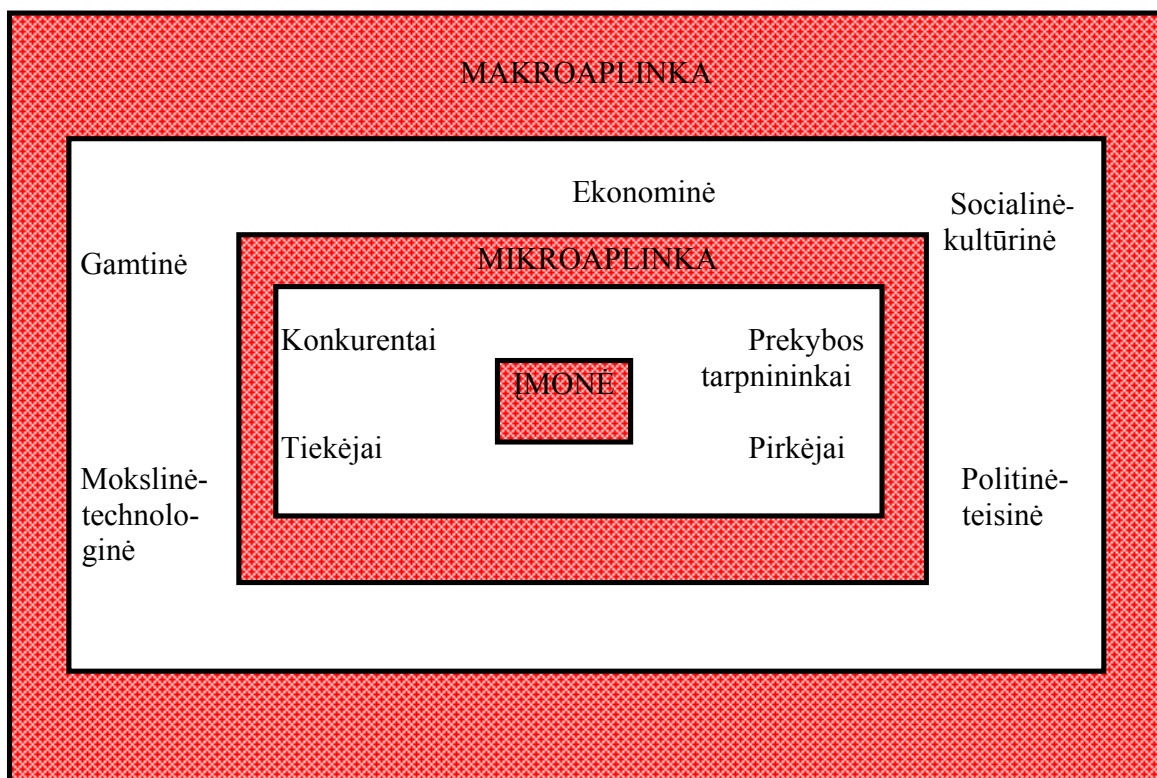 MAKROAPLINKA
Ekonominė
Socialinė-
kultūrinė
Gamtinė
MIKROAPLINKA
Konkurentai
Prekybos
tarpnininkai
ĮMONĖ
Tiekėjai
Pirkėjai
Mokslinė-
technolo-
ginė
Politinė-
teisinė